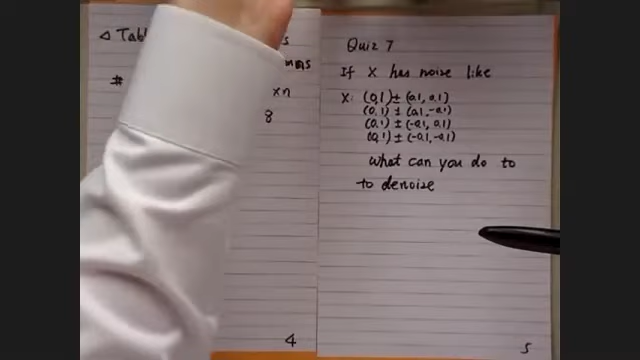 △ Tab
#
xn
8
4
Quiz 7
If X has noise like
X: (0,1) ± (0.1, 0.1)
(0,1) ± (0.1, -0.1)
(0,1) ± (-0.1, 0.1)
(0,1) ± (-0.1, -0.1)
what can you do to
to denoize
5